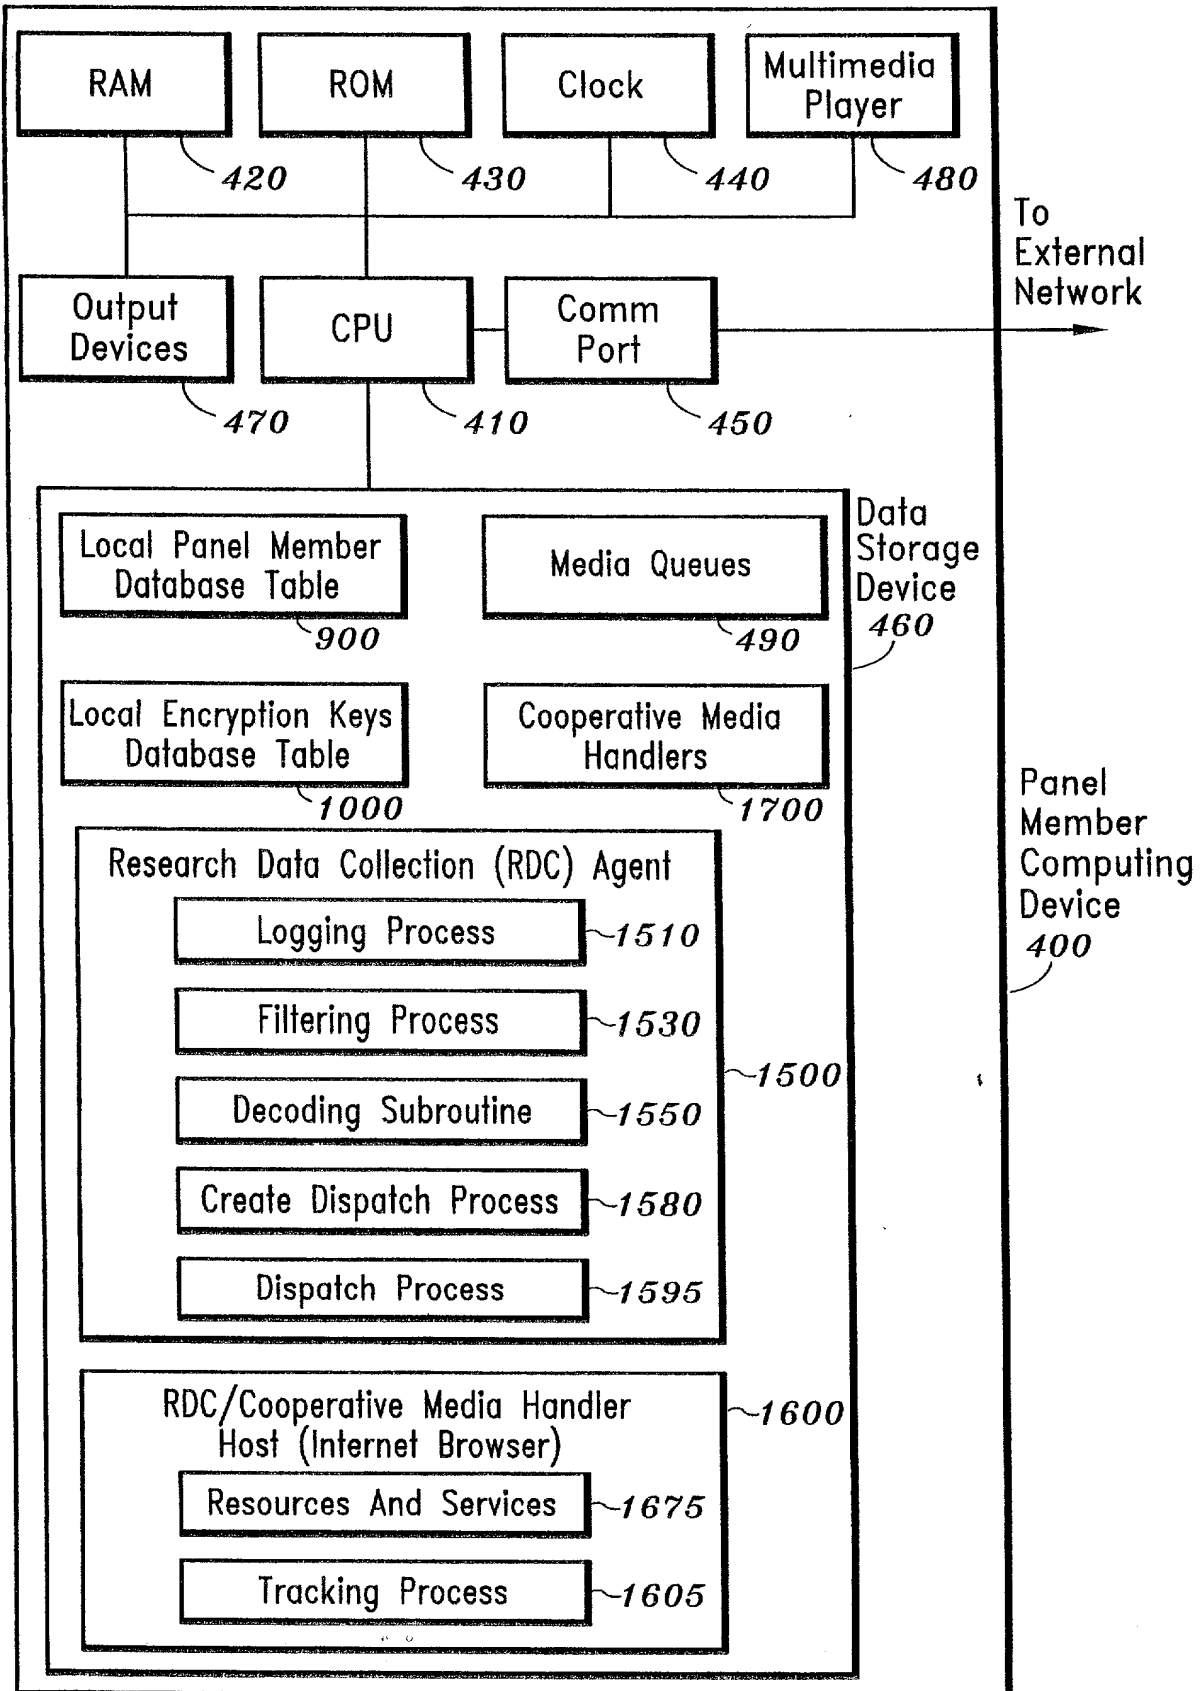 RAM
ROM
Clock
Multimedia
Player
420
430
440
480
To
External
Network
Output
Devices
CPU
Comm
Port
470
410
450
Data
Storage
Device
460
Local Panel Member
Database Table
900
Media Queues
490
Local Encryption Keys
Database Table
1000
Cooperative Media
Handlers
1700
Panel
Member
Computing
Device
400
Research Data Collection (RDC) Agent
Logging Process
1510
Filtering Process
1530
Decoding Subroutine
1550
Create Dispatch Process
1580
Dispatch Process
1595
1500
RDC/Cooperative Media Handler
Host (Internet Browser)
1600
Resources And Services
1675
Tracking Process
1605